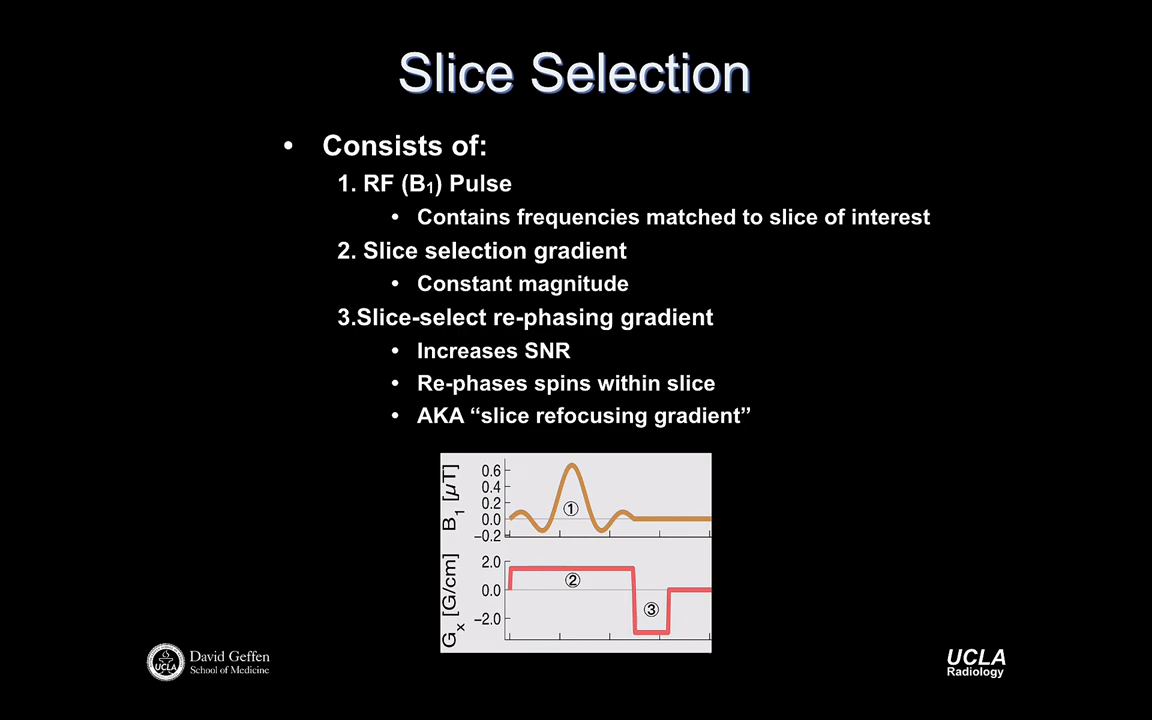 Slice Selection
• Consists of:
1. RF (B₁) Pulse
• Contains frequencies matched to slice of interest
2. Slice selection gradient
• Constant magnitude
3.Slice-select re-phasing gradient
• Increases SNR
• Re-phases spins within slice
• AKA “slice refocusing gradient”
B₁ [μT]
0.6
0.4
0.2
0.0
−0.2
①
Gₓ [G/cm]
2.0
0.0
−2.0
②
③
UCLA
David Geffen
School of Medicine
UCLA
Radiology